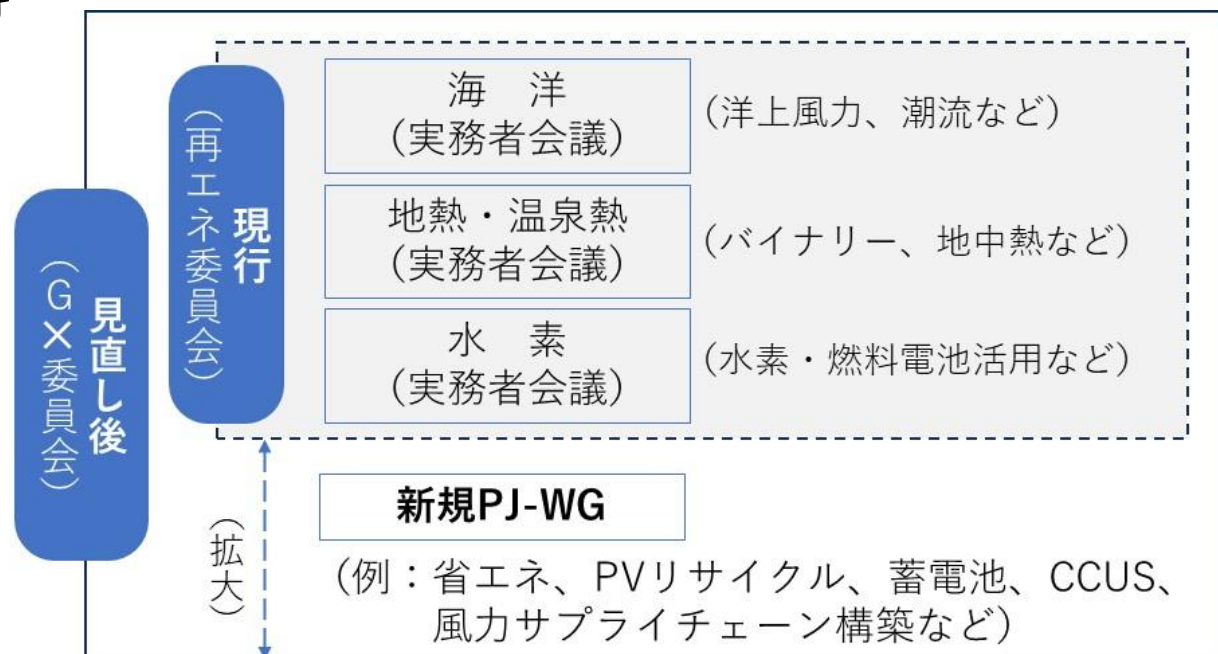 見直し後
(GX委員会)
現行
(再エネ委員会)
海　洋
(実務者会議)
(洋上風力、潮流など)
地熱・温泉熱
(実務者会議)
(バイナリー、地中熱など)
水　素
(実務者会議)
(水素・燃料電池活用など)
(拡大)
新規PJ-WG
(例：省エネ、PVリサイクル、蓄電池、CCUS、
風力サプライチェーン構築など)